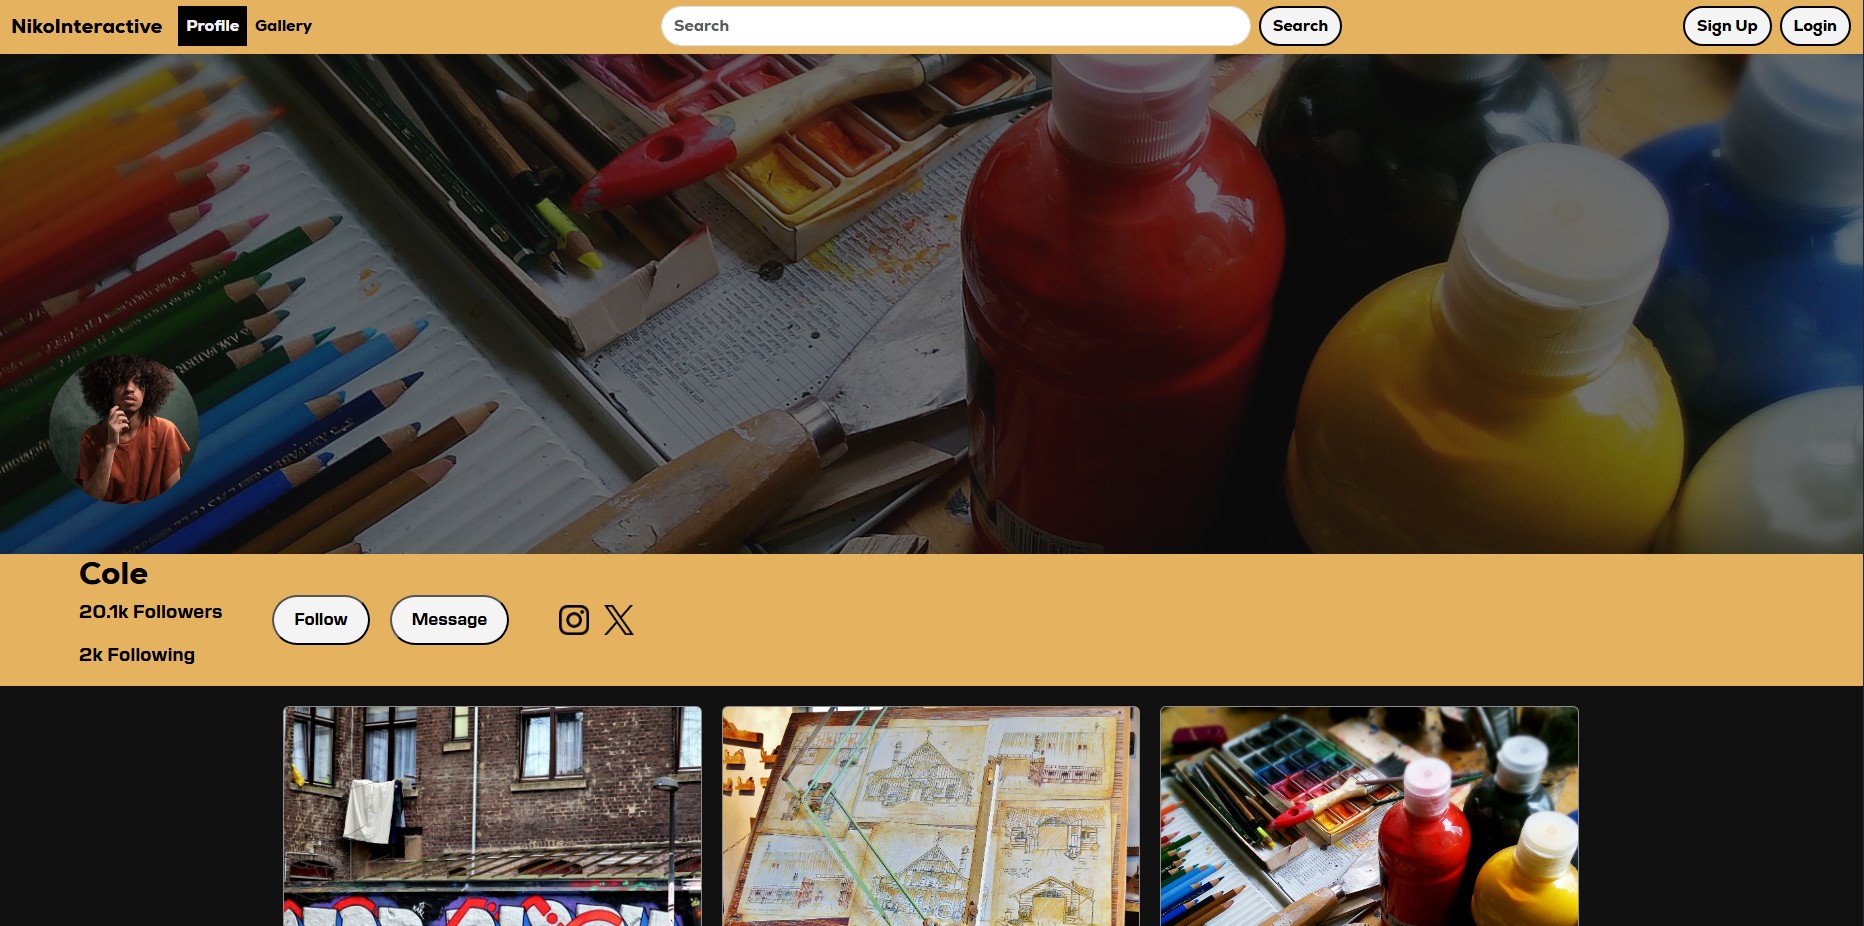 NikoInteractive Profile Gallery Search Search Sign Up Login
Cole
20.1k Followers
Follow Message
2k Following